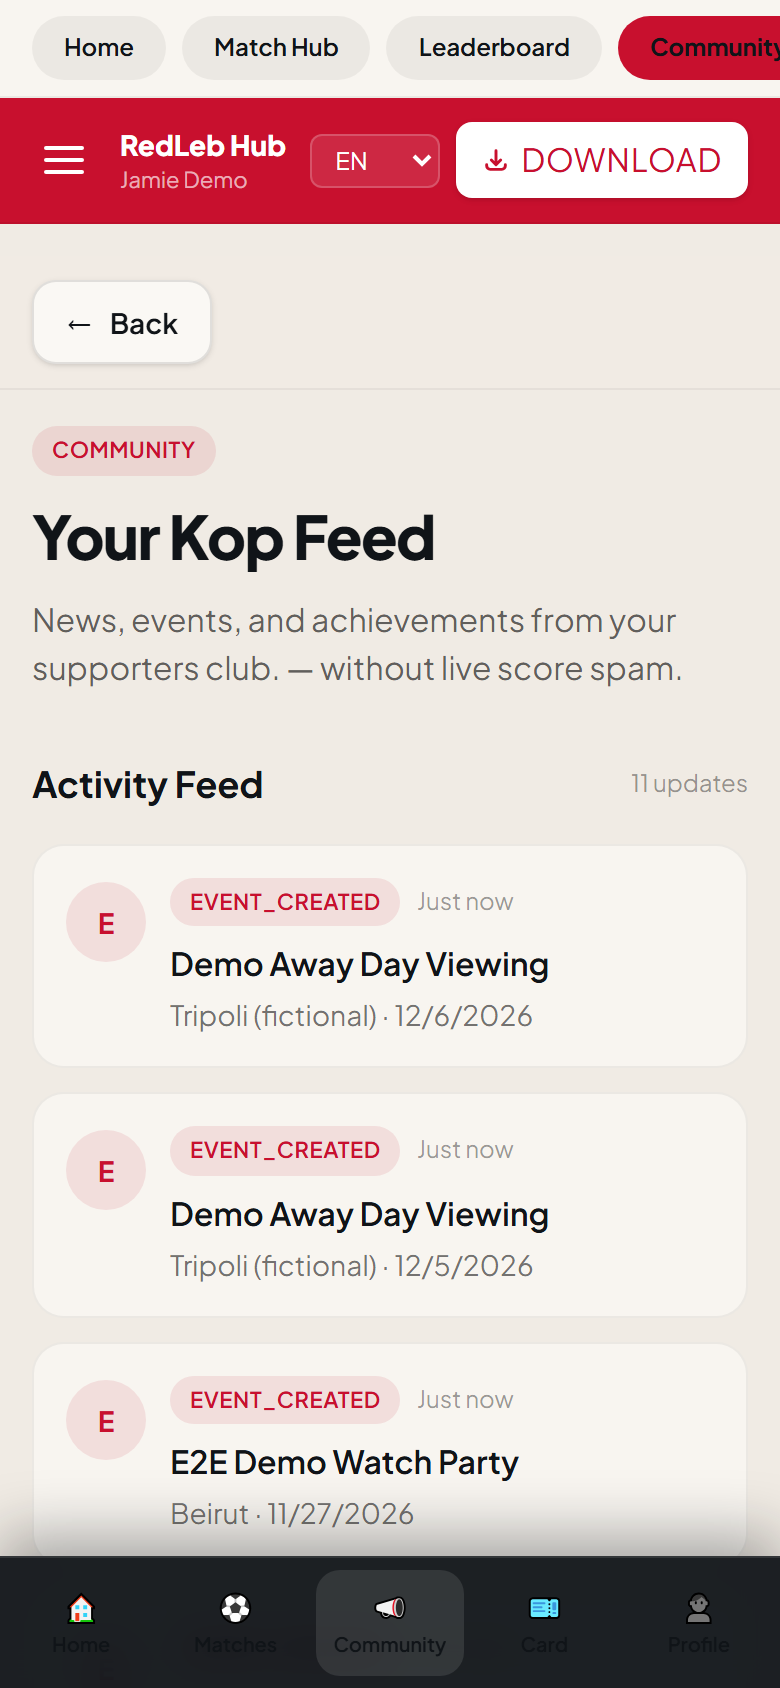 Home Match Hub Leaderboard Community
RedLeb Hub
Jamie Demo
EN
DOWNLOAD
← Back
COMMUNITY
Your Kop Feed
News, events, and achievements from your
supporters club. — without live score spam.
Activity Feed
11 updates
E
EVENT_CREATED Just now
Demo Away Day Viewing
Tripoli (fictional) · 12/6/2026
E
EVENT_CREATED Just now
Demo Away Day Viewing
Tripoli (fictional) · 12/5/2026
E
EVENT_CREATED Just now
E2E Demo Watch Party
Beirut · 11/27/2026
Home Matches Community Card Profile